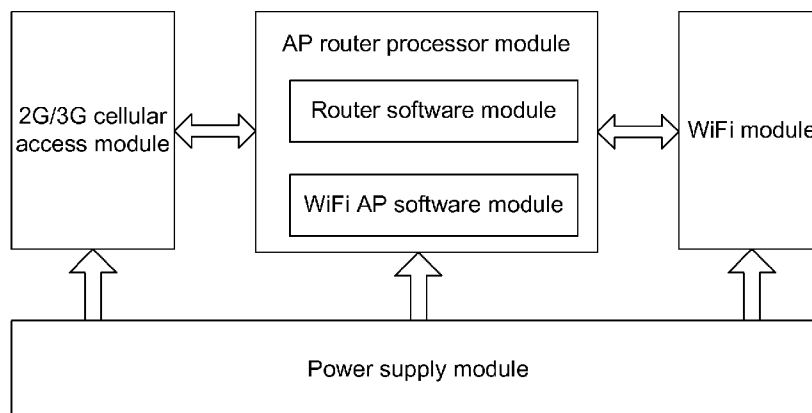 AP router processor module
2G/3G cellular
access module
Router software module
WiFi module
WiFi AP software module
Power supply module